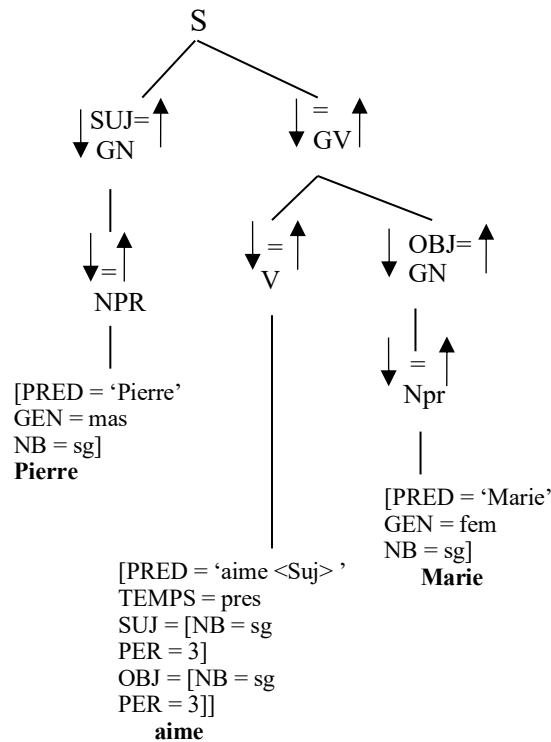 S
↓ SUJ= ↑
GN
↓ = ↑
GV
↓=↑
NPR
↓ = ↑
V
↓ OBJ= ↑
GN
↓ = ↑
Npr
[PRED = ‘Pierre’
GEN = mas
NB = sg]
Pierre
[PRED = ‘Marie’
GEN = fem
NB = sg]
Marie
[PRED = ‘aime <Suj> ’
TEMPS = pres
SUJ = [NB = sg
PER = 3]
OBJ = [NB = sg
PER = 3]]
aime